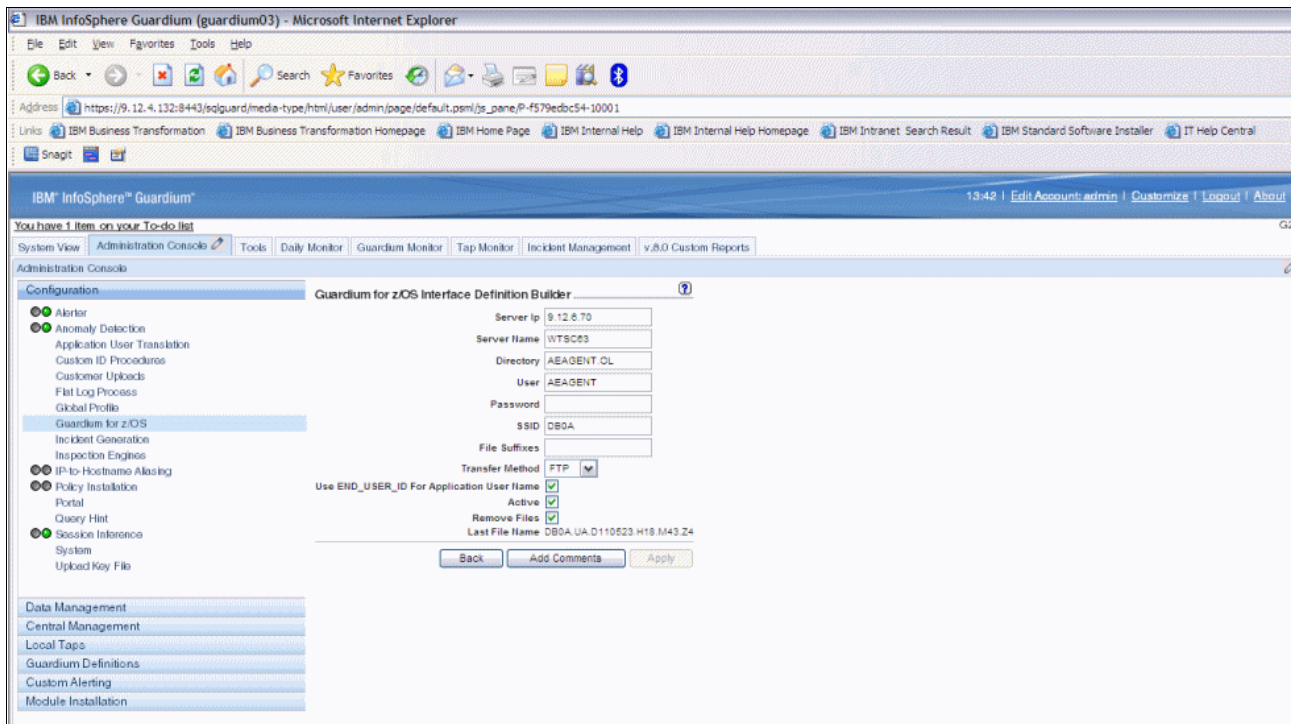 IBM InfoSphere Guardium (guardium03) - Microsoft Internet Explorer
File Edit View Favorites Tools Help
Back Search Favorites
Address https://9.12.4.132:8443/sqlguard/media-type/html/user/admin/page/default.psml/js_pane/P-f579edbc54-10001
Links IBM Business Transformation IBM Business Transformation Homepage IBM Home Page IBM Internal Help IBM Internal Help Homepage IBM Intranet Search Result IBM Standard Software Installer IT Help Central
Snagit
IBM® InfoSphere™ Guardium®
13:42 | Edit Account: admin | Customize | Logout | About
You have 1 item on your To-do list
System View Administration Console Tools Daily Monitor Guardium Monitor Tap Monitor Incident Management v.8.0 Custom Reports
Administration Console
Configuration
Alerter
Anomaly Detection
Application User Translation
Custom ID Procedures
Customer Uploads
Flat Log Process
Global Profile
Guardium for z/OS
Incident Generation
Inspection Engines
IP-to-Hostname Aliasing
Policy Installation
Portal
Query Hint
Session Inference
System
Upload Key File
Data Management
Central Management
Local Taps
Guardium Definitions
Custom Alerting
Module Installation
Guardium for z/OS Interface Definition Builder ?
Server Ip 9.12.6.70
Server Name WTSC63
Directory AEAGENT.OL
User AEAGENT
Password
SSID DB0A
File Suffixes
Transfer Method FTP
Use END_USER_ID For Application User Name
Active
Remove Files
Last File Name DB0A.UA.D110523.H18.M43.Z4
Back Add Comments Apply